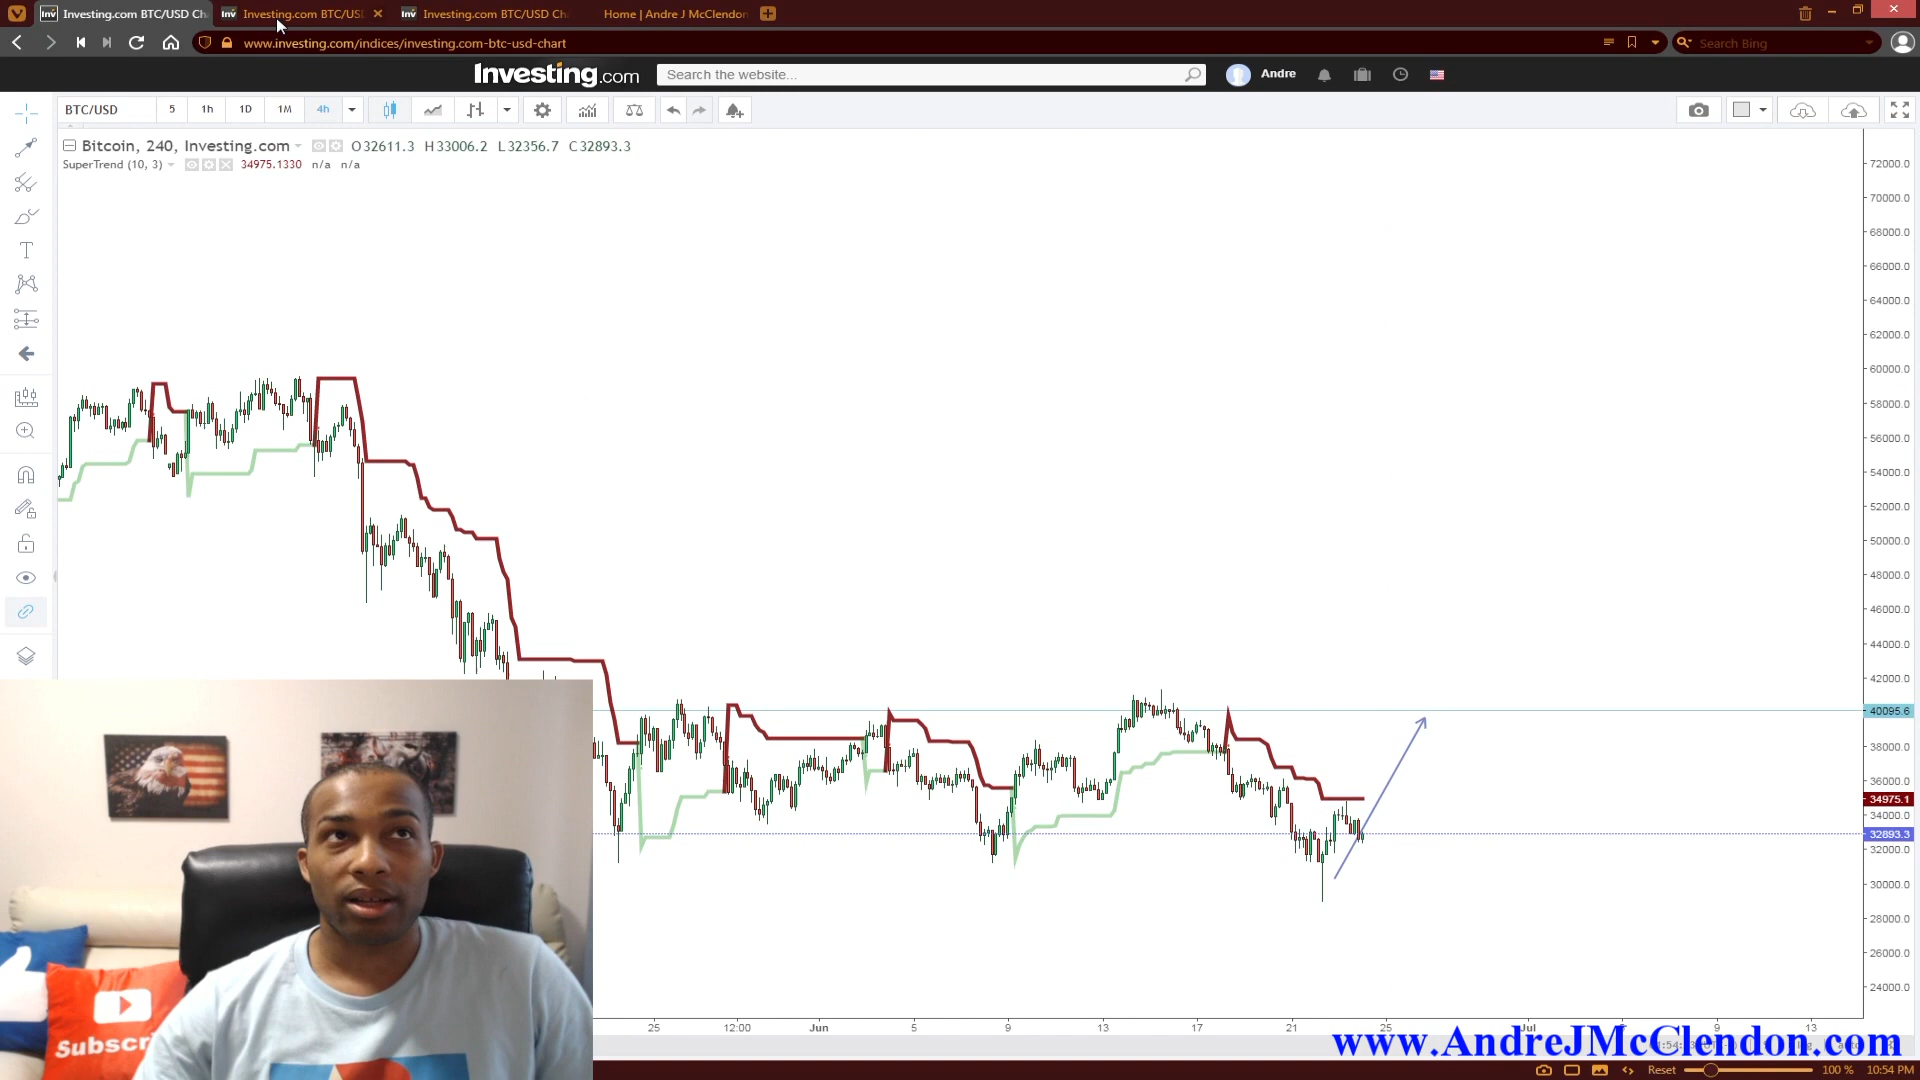 Investing.com BTC/USD Ch
Investing.com BTC/US
Investing.com BTC/USD Ch
Home | Andre J McClendon
www.investing.com/indices/investing.com-btc-usd-chart
Search Bing
Investing.com
Search the website...
Andre
BTC/USD 5 1h 1D 1M 4h
Bitcoin, 240, Investing.com O32611.3 H33006.2 L32356.7 C32893.3
SuperTrend (10, 3) 34975.1330 n/a n/a
72000.0
70000.0
68000.0
66000.0
64000.0
62000.0
60000.0
58000.0
56000.0
54000.0
52000.0
50000.0
48000.0
46000.0
44000.0
42000.0
40095.6
38000.0
36000.0
34975.1
34000.0
32893.3
32000.0
30000.0
28000.0
26000.0
24000.0
25 12:00 Jun 5 9 13 17 21 25 Jul 9 13
Subscri
www.AndreJMcClendon.com
Reset 100 % 10:54 PM